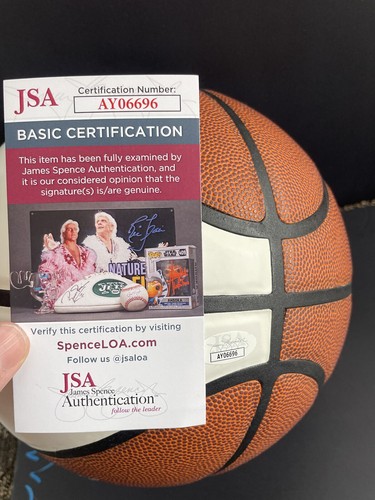 JSA
Certification Number:
AY06696
BASIC CERTIFICATION
This item has been fully examined by
James Spence Authentication, and
it is our considered opinion that the
signature(s) is/are genuine.
NATURE
JETS
Verify this certification by visiting
SpenceLOA.com
Follow us @jsaloa
JSA
James Spence
Authentication
follow the leader
AY06696